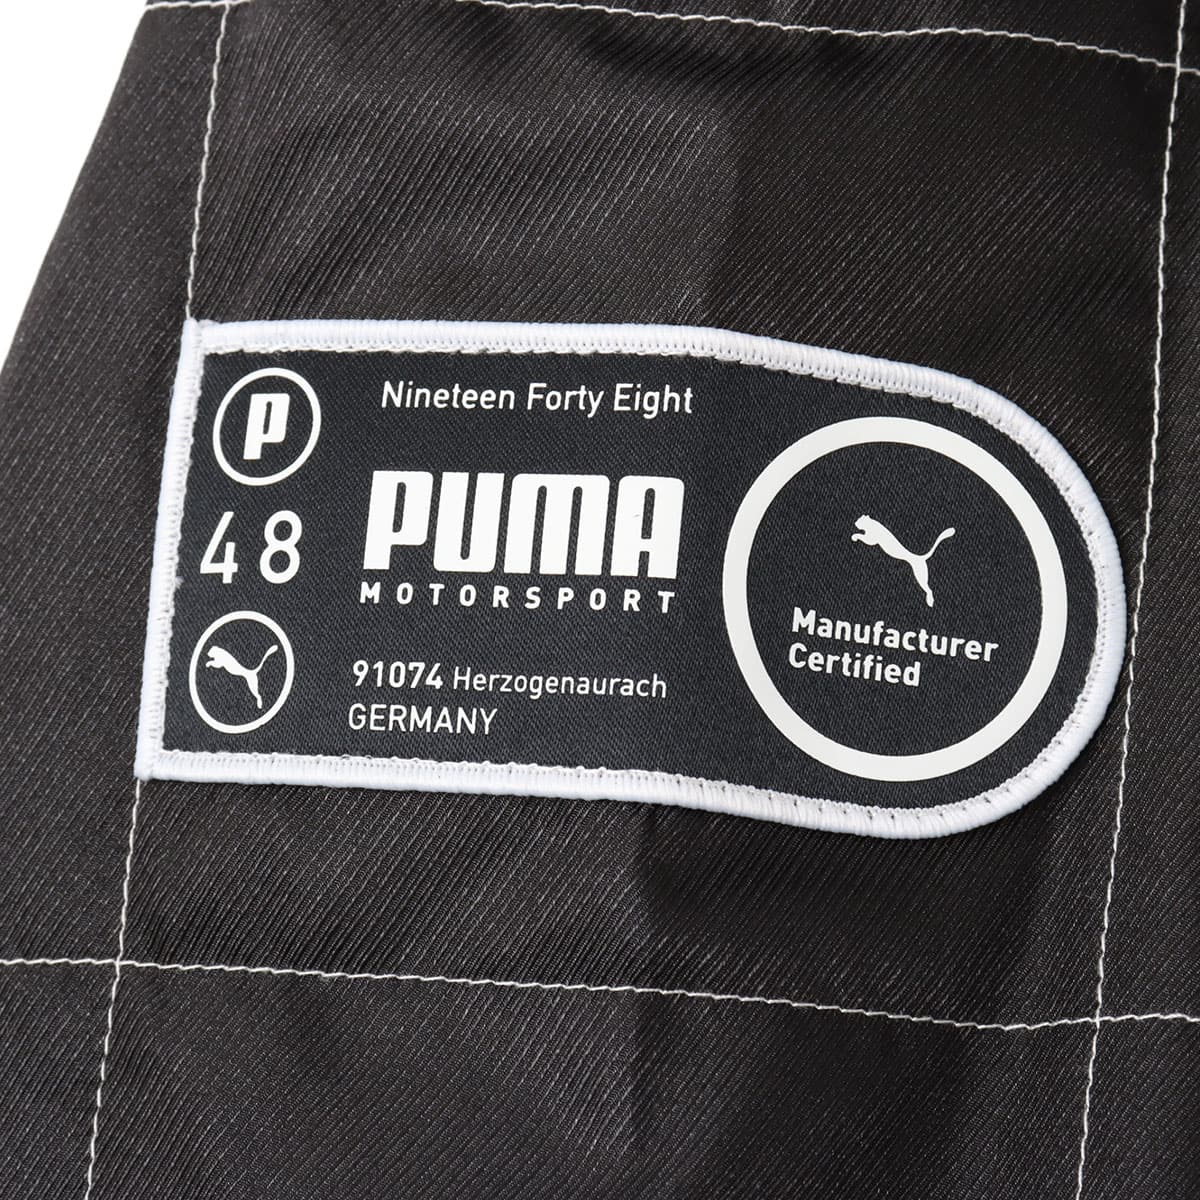 P
48
Nineteen Forty Eight
PUMA
MOTORSPORT
91074 Herzogenaurach
GERMANY
Manufacturer
Certified